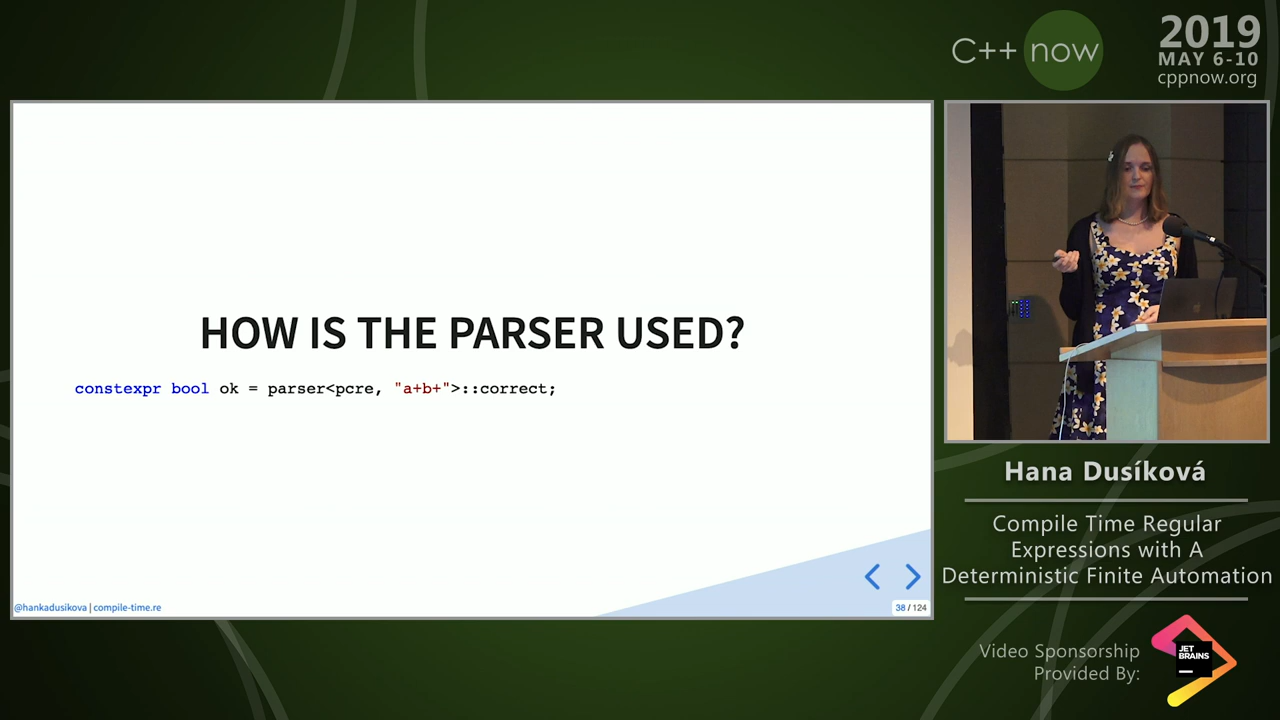 C++ now
2019
MAY 6-10
cppnow.org
HOW IS THE PARSER USED?
constexpr bool ok = parser<pcre, "a+b+">::correct;
@hankadusikova | compile-time.re
38 / 124
Hana Dusíková
Compile Time Regular
Expressions with A
Deterministic Finite Automation
Video Sponsorship
Provided By:
JET
BRAINS